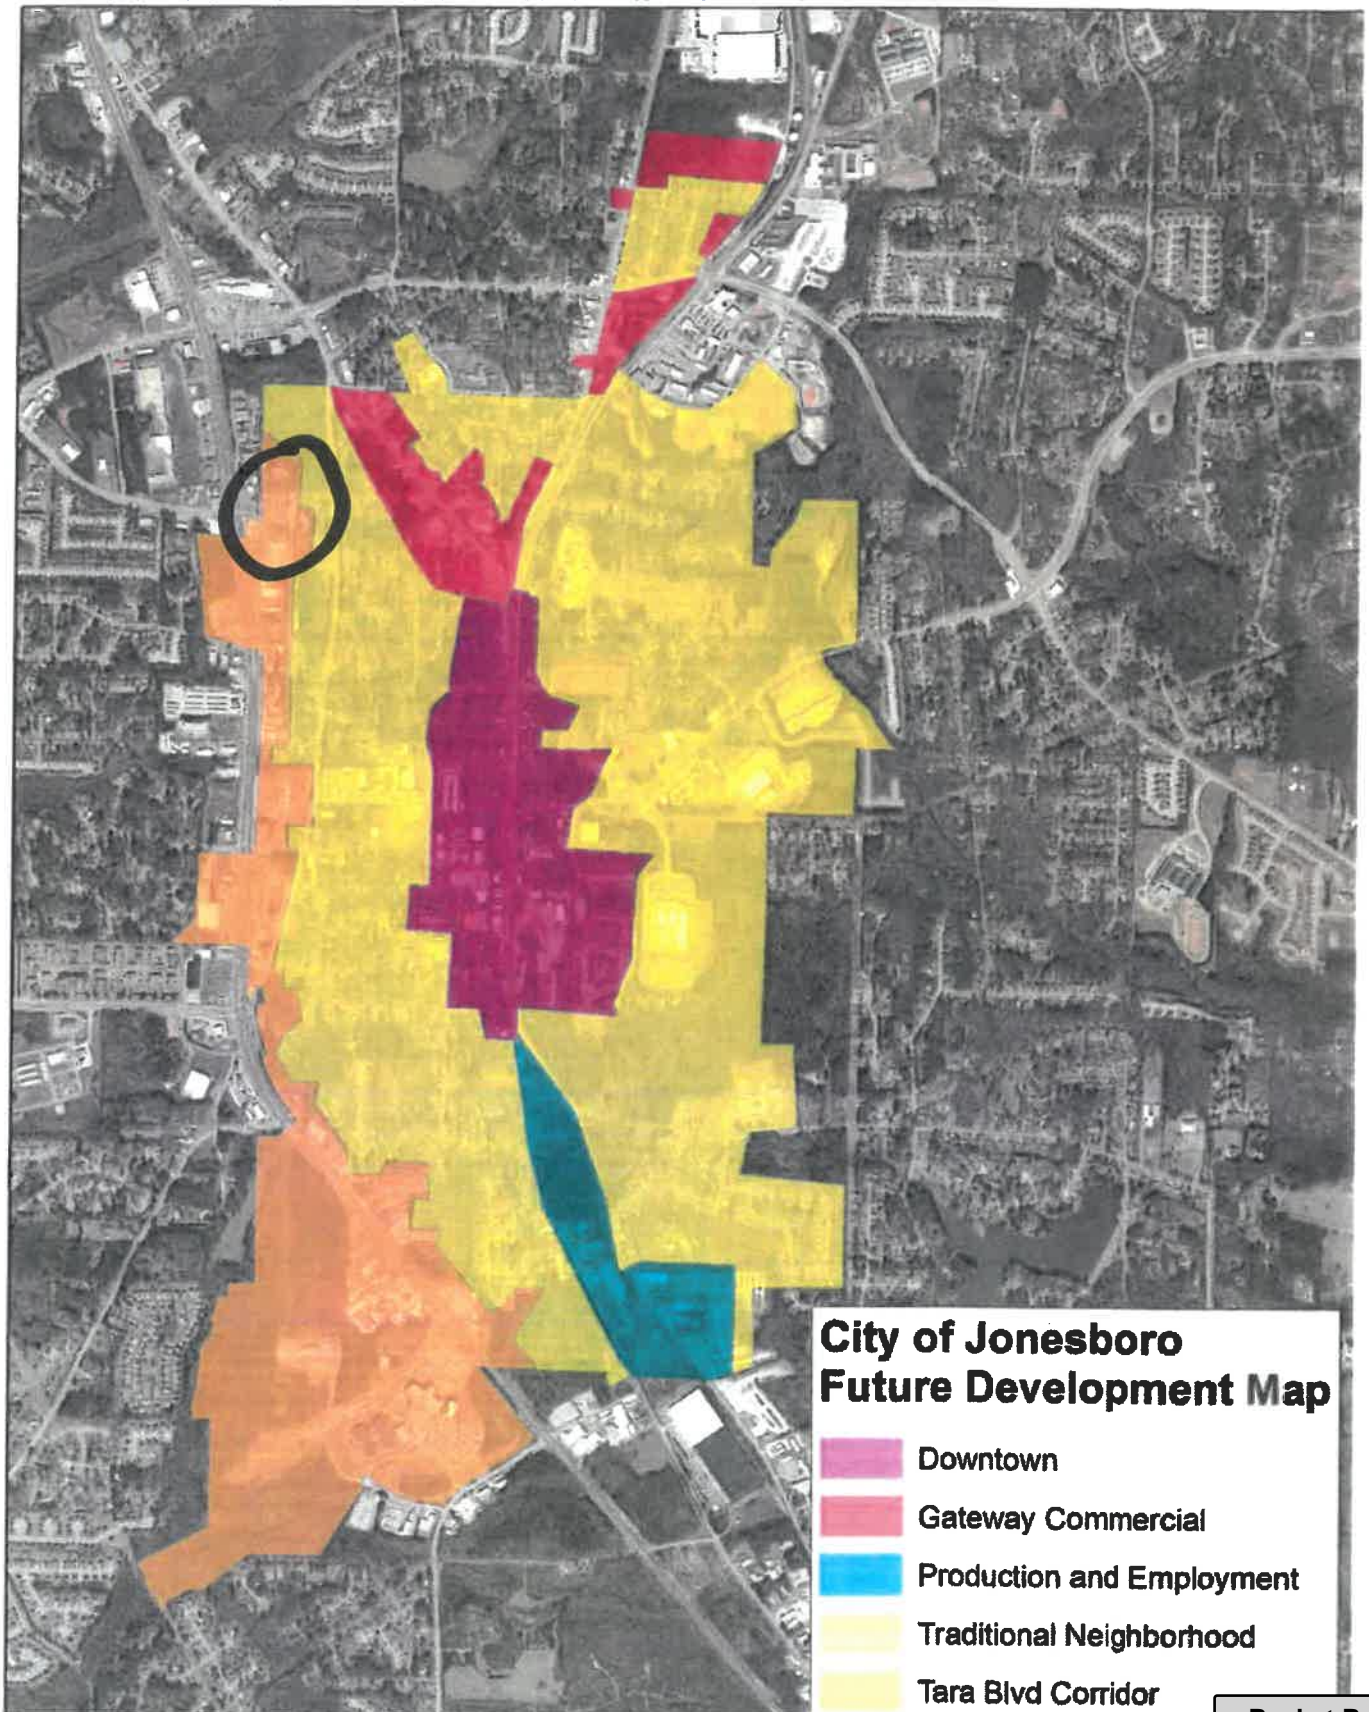 City of Jonesboro
Future Development Map
Downtown
Gateway Commercial
Production and Employment
Traditional Neighborhood
Tara Blvd Corridor